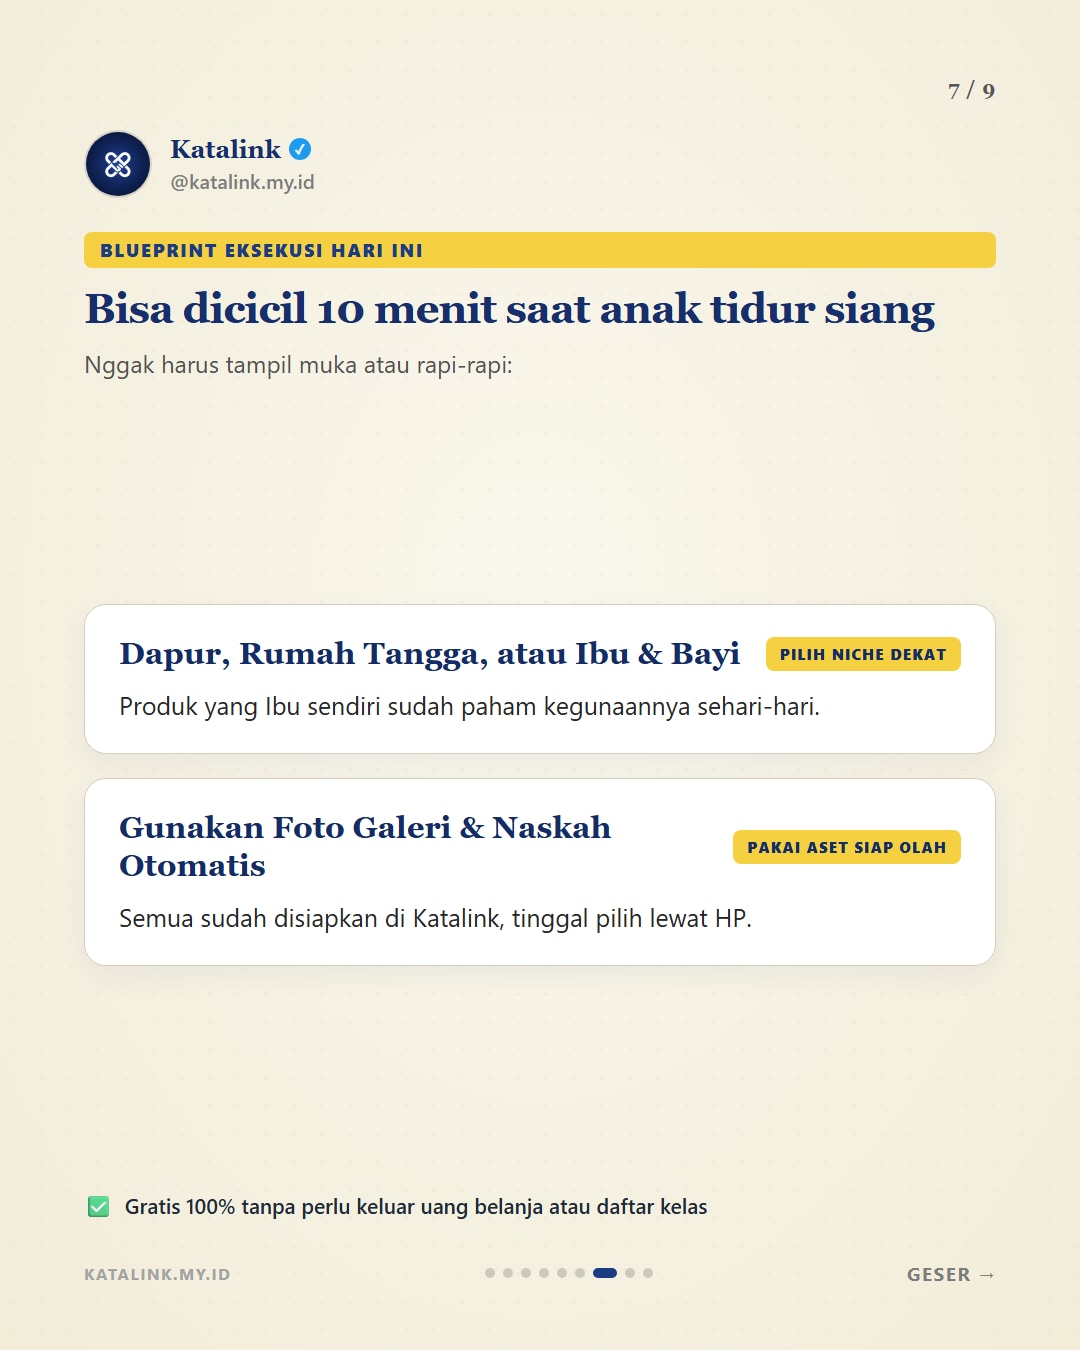 7 / 9
Katalink
@katalink.my.id
BLUEPRINT EKSEKUSI HARI INI
Bisa dicicil 10 menit saat anak tidur siang
Nggak harus tampil muka atau rapi-rapi:
Dapur, Rumah Tangga, atau Ibu & Bayi
PILIH NICHE DEKAT
Produk yang Ibu sendiri sudah paham kegunaannya sehari-hari.
Gunakan Foto Galeri & Naskah
Otomatis
PAKAI ASET SIAP OLAH
Semua sudah disiapkan di Katalink, tinggal pilih lewat HP.
✅ Gratis 100% tanpa perlu keluar uang belanja atau daftar kelas
KATALINK.MY.ID
GESER →